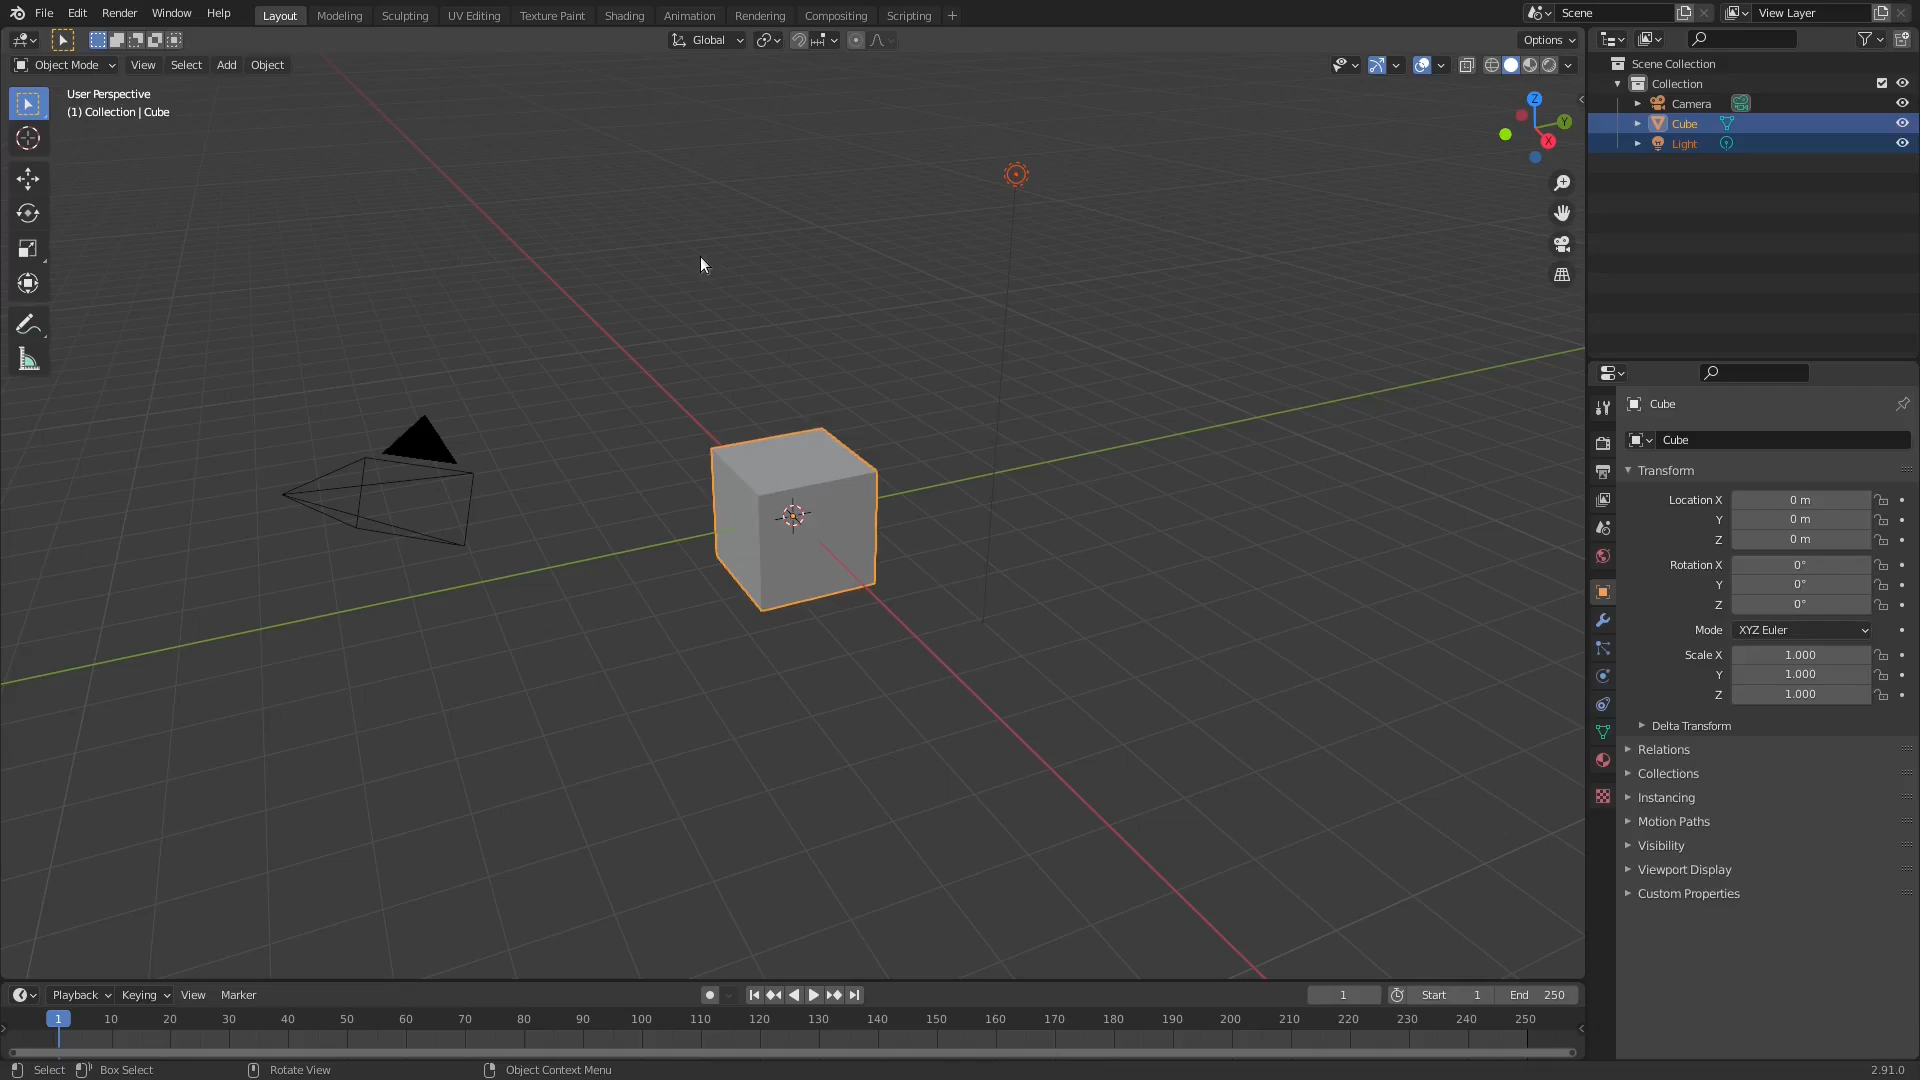 File Edit Render Window Help Layout Modeling Sculpting UV Editing Texture Paint Shading Animation Rendering Compositing Scripting + Scene View Layer
Global Options
Object Mode View Select Add Object
User Perspective
(1) Collection | Cube
Z
Y
X
Scene Collection
Collection
Camera
Cube
Light
Cube
Cube
Transform
Location X 0 m
Y 0 m
Z 0 m
Rotation X 0°
Y 0°
Z 0°
Mode XYZ Euler
Scale X 1.000
Y 1.000
Z 1.000
Delta Transform
Relations
Collections
Instancing
Motion Paths
Visibility
Viewport Display
Custom Properties
Playback Keying View Marker 1 Start 1 End 250
1 10 20 30 40 50 60 70 80 90 100 110 120 130 140 150 160 170 180 190 200 210 220 230 240 250
Select Box Select Rotate View Object Context Menu 2.91.0